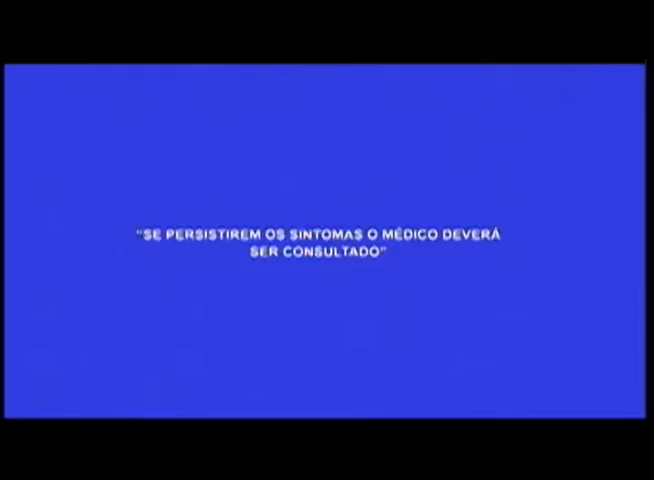 "SE PERSISTIREM OS SINTOMAS O MÉDICO DEVERÁ
SER CONSULTADO"